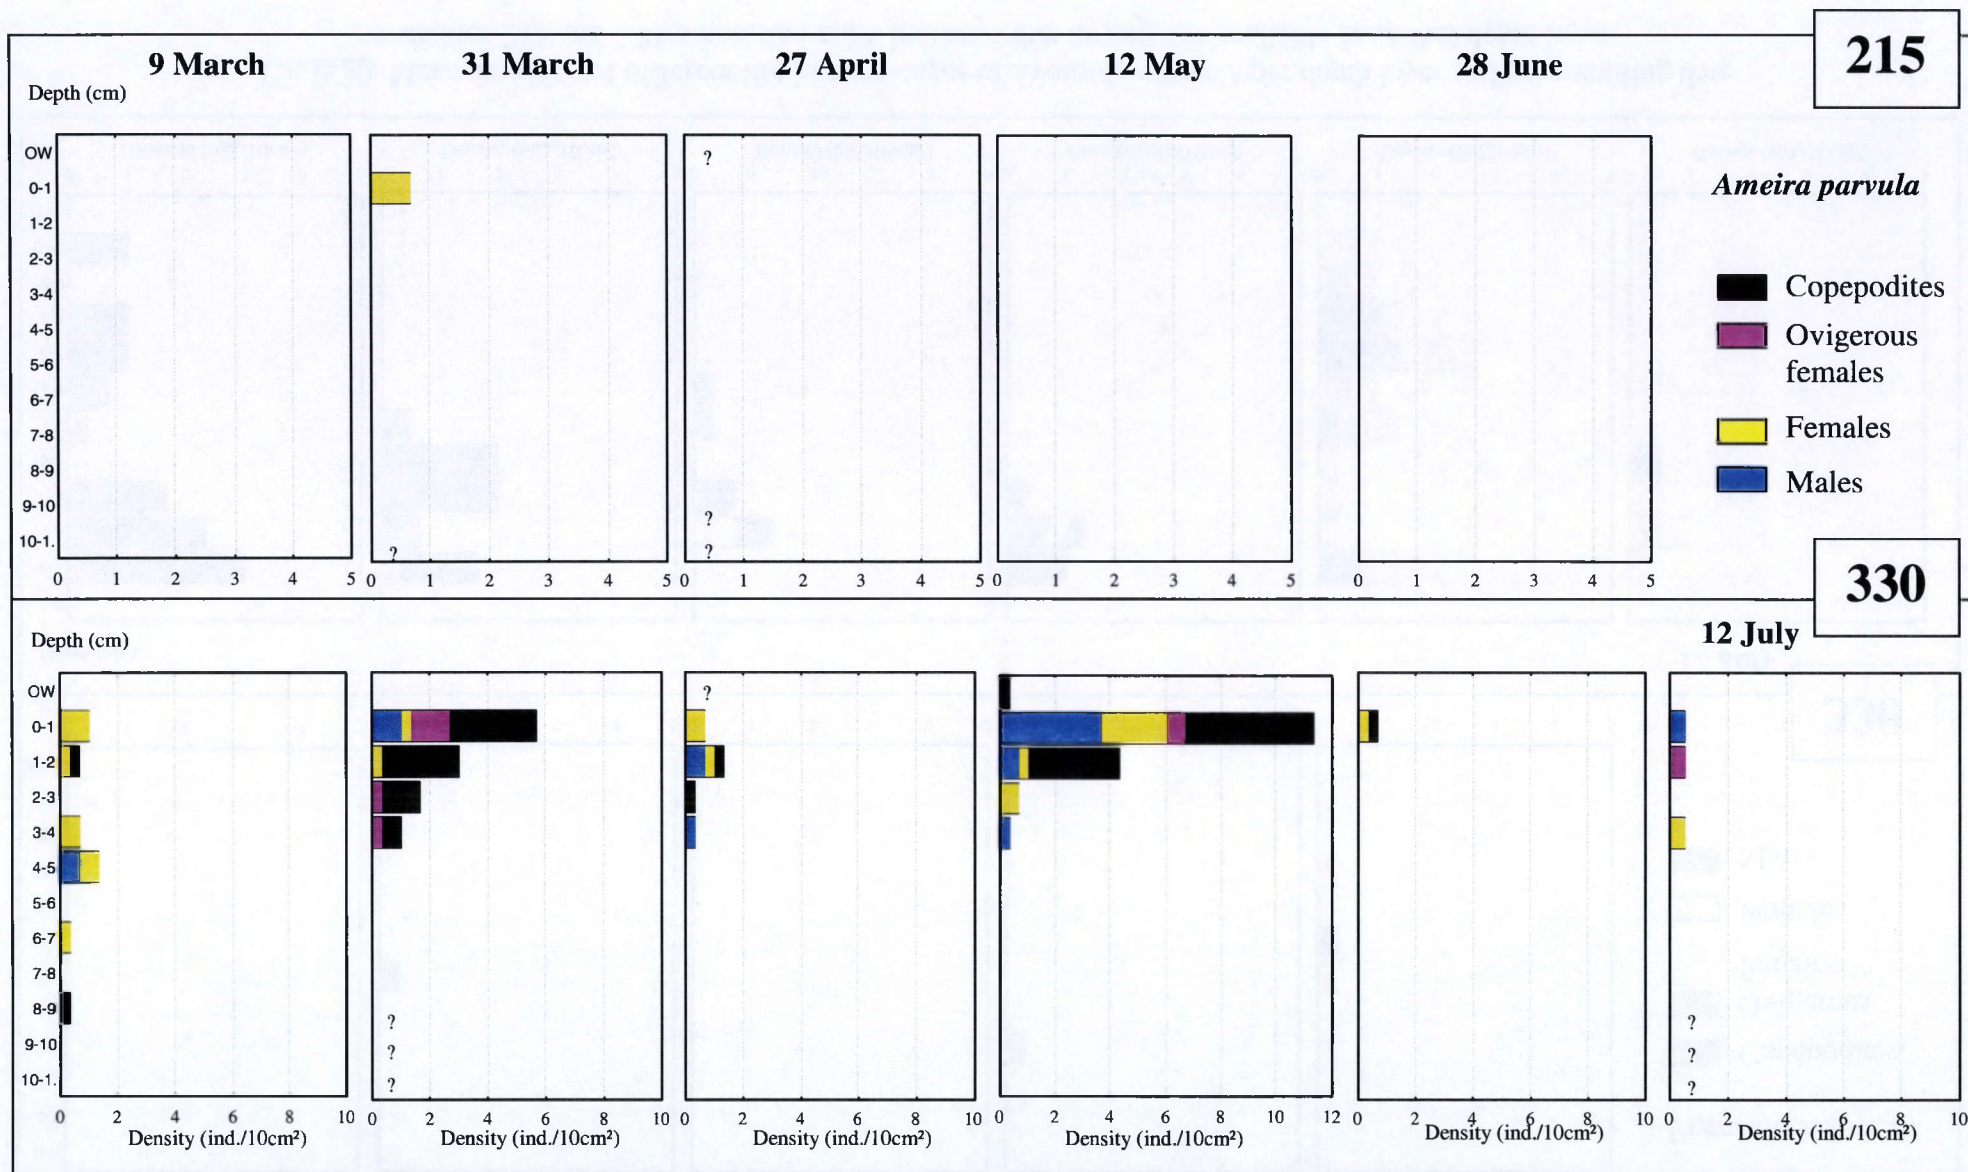 215
9 March 31 March 27 April 12 May 28 June
Depth (cm)
OW ?
0-1
1-2
2-3
3-4
4-5
5-6
6-7
7-8
8-9
9-10 ?
10-1. ? ?
0 1 2 3 4 5 0 1 2 3 4 5 0 1 2 3 4 5 0 1 2 3 4 5 0 1 2 3 4 5
Ameira parvula
Copepodites
Ovigerous
females
Females
Males
330
12 July
Depth (cm)
OW ?
0-1
1-2
2-3
3-4
4-5
5-6
6-7
7-8
8-9
? ?
9-10
? ?
10-1.
? ?
0 2 4 6 8 10 0 2 4 6 8 10 0 2 4 6 8 10 0 2 4 6 8 10 12 0 2 4 6 8 10 0 2 4 6 8 10
Density (ind./10cm²) Density (ind./10cm²) Density (ind./10cm²) Density (ind./10cm²) Density (ind./10cm²) Density (ind./10cm²)